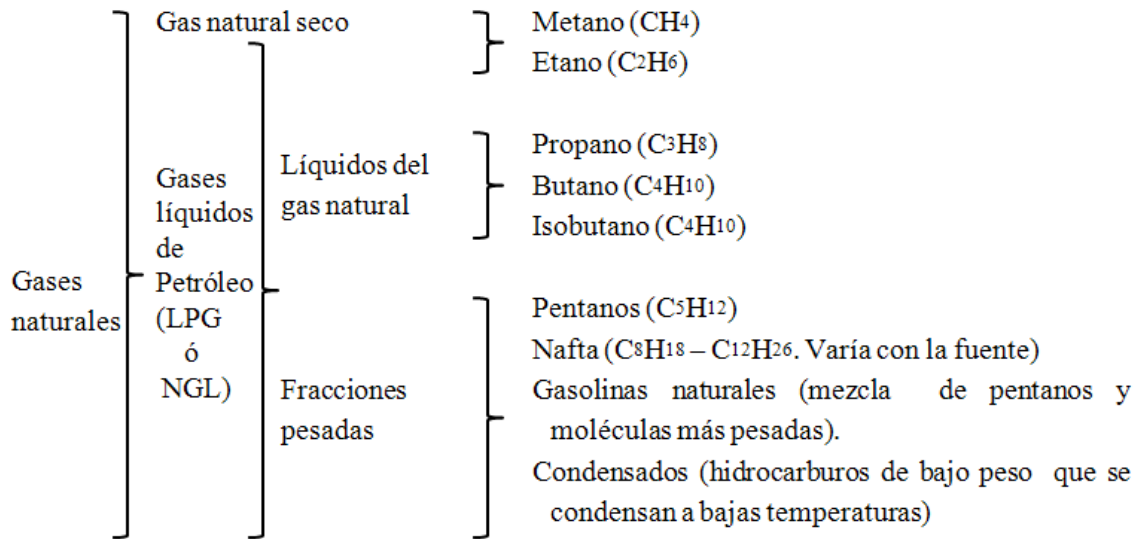 Gases
naturales
Gas natural seco
Metano (CH4)
Etano (C2H6)
Gases
líquidos
de
Petróleo
(LPG
ó
NGL)
Líquidos del
gas natural
Propano (C3H8)
Butano (C4H10)
Isobutano (C4H10)
Fracciones
pesadas
Pentanos (C5H12)
Nafta (C8H18 – C12H26. Varía con la fuente)
Gasolinas naturales (mezcla de pentanos y
moléculas más pesadas).
Condensados (hidrocarburos de bajo peso que se
condensan a bajas temperaturas)